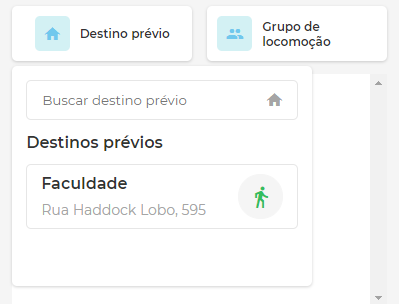 Destino prévio
Grupo de
locomoção
Buscar destino prévio
Destinos prévios
Faculdade
Rua Haddock Lobo, 595